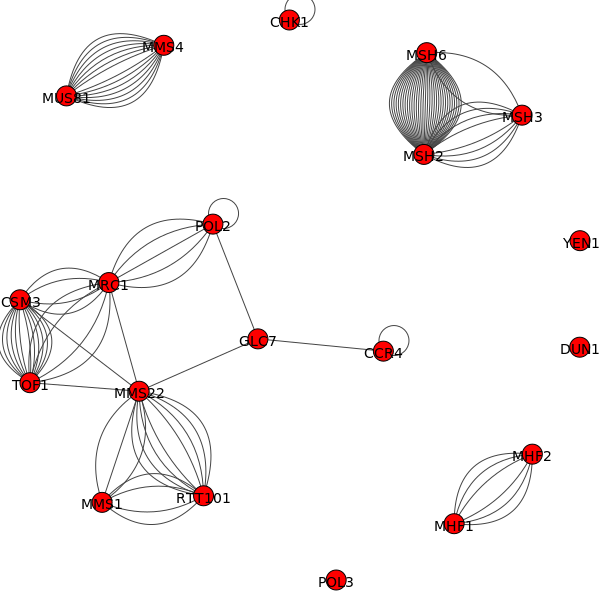 CHK1
MMS4
MSH6
MUS81
MSH3
MSH2
POL2
YEN1
MRC1
CSM3
GLC7
DUN1
CCR4
TOF1
MMS22
MHF2
RTT101
MMS1
MHF1
POL3